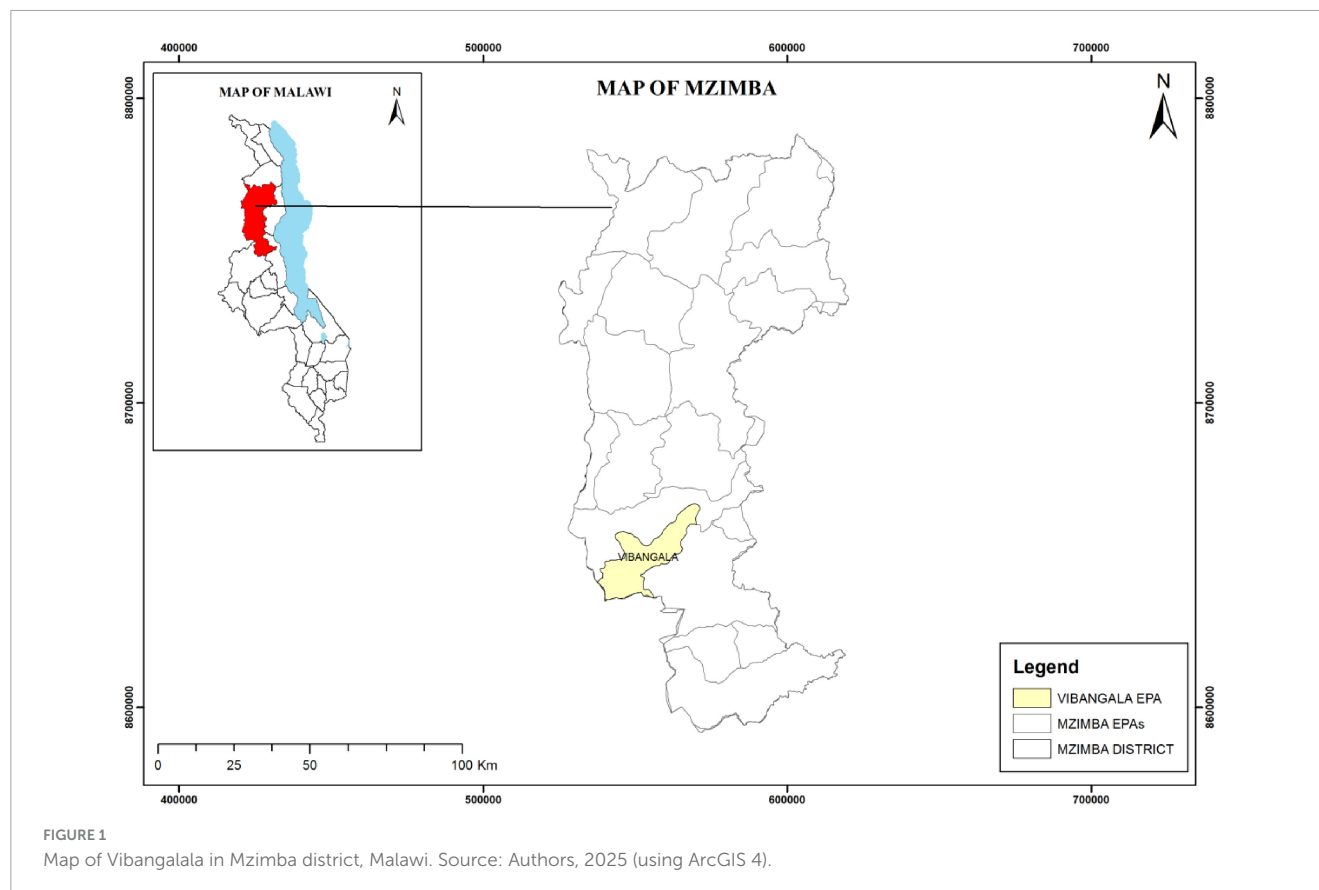 400000 500000 600000 700000
MAP OF MALAWI
N
MAP OF MZIMBA
N
8800000 8800000
8700000 8700000
8600000 8600000
VIBANGALA
Legend
VIBANGALA EPA
MZIMBA EPAs
MZIMBA DISTRICT
0 25 50 100 Km
400000 500000 600000 700000
FIGURE 1
Map of Vibangalala in Mzimba district, Malawi. Source: Authors, 2025 (using ArcGIS 4).